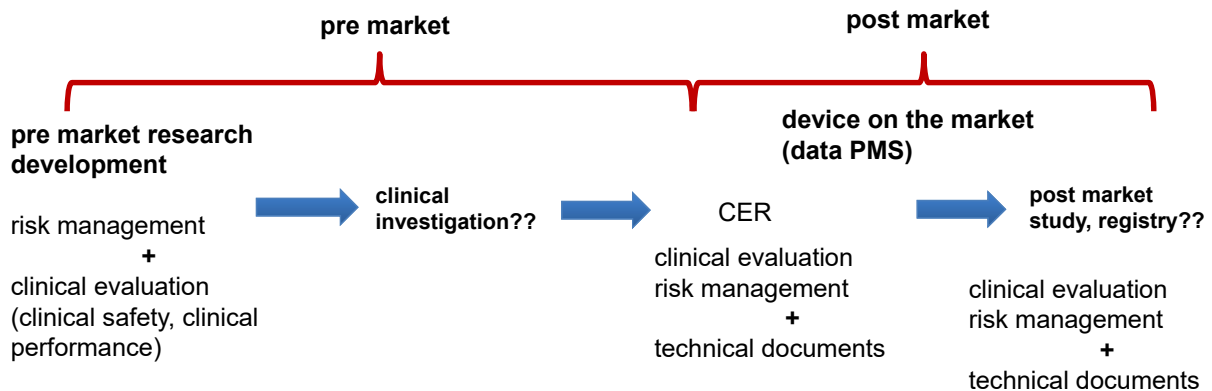 pre market
post market
pre market research
development
device on the market
(data PMS)
risk management
+
clinical evaluation
(clinical safety, clinical
performance)
clinical
investigation??
CER
clinical evaluation
risk management
+
technical documents
post market
study, registry??
clinical evaluation
risk management
+
technical documents